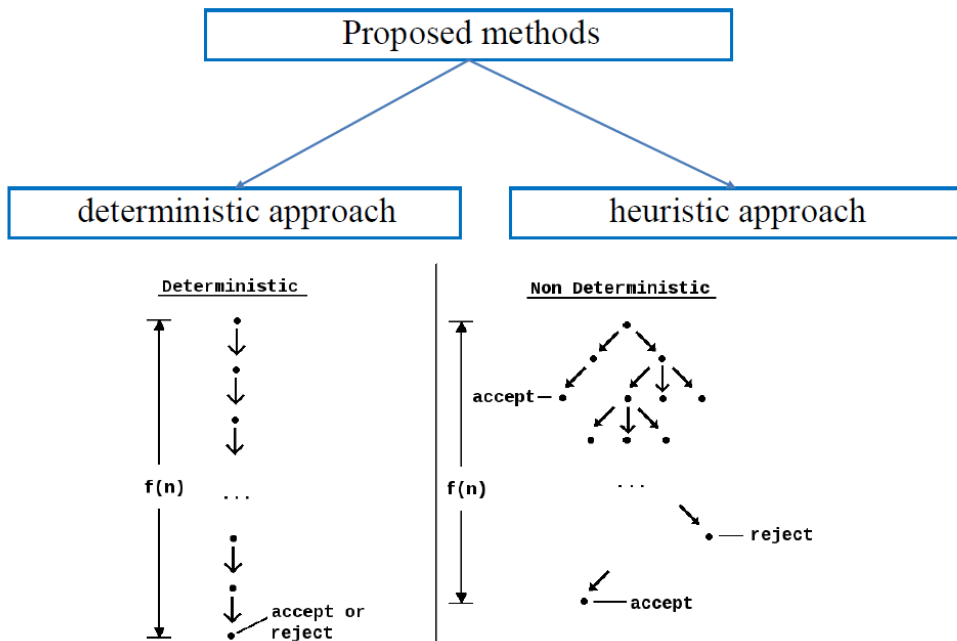 Proposed methods
deterministic approach
heuristic approach
Deterministic
f(n)
...
accept or
reject
Non Deterministic
accept
f(n)
...
reject
accept